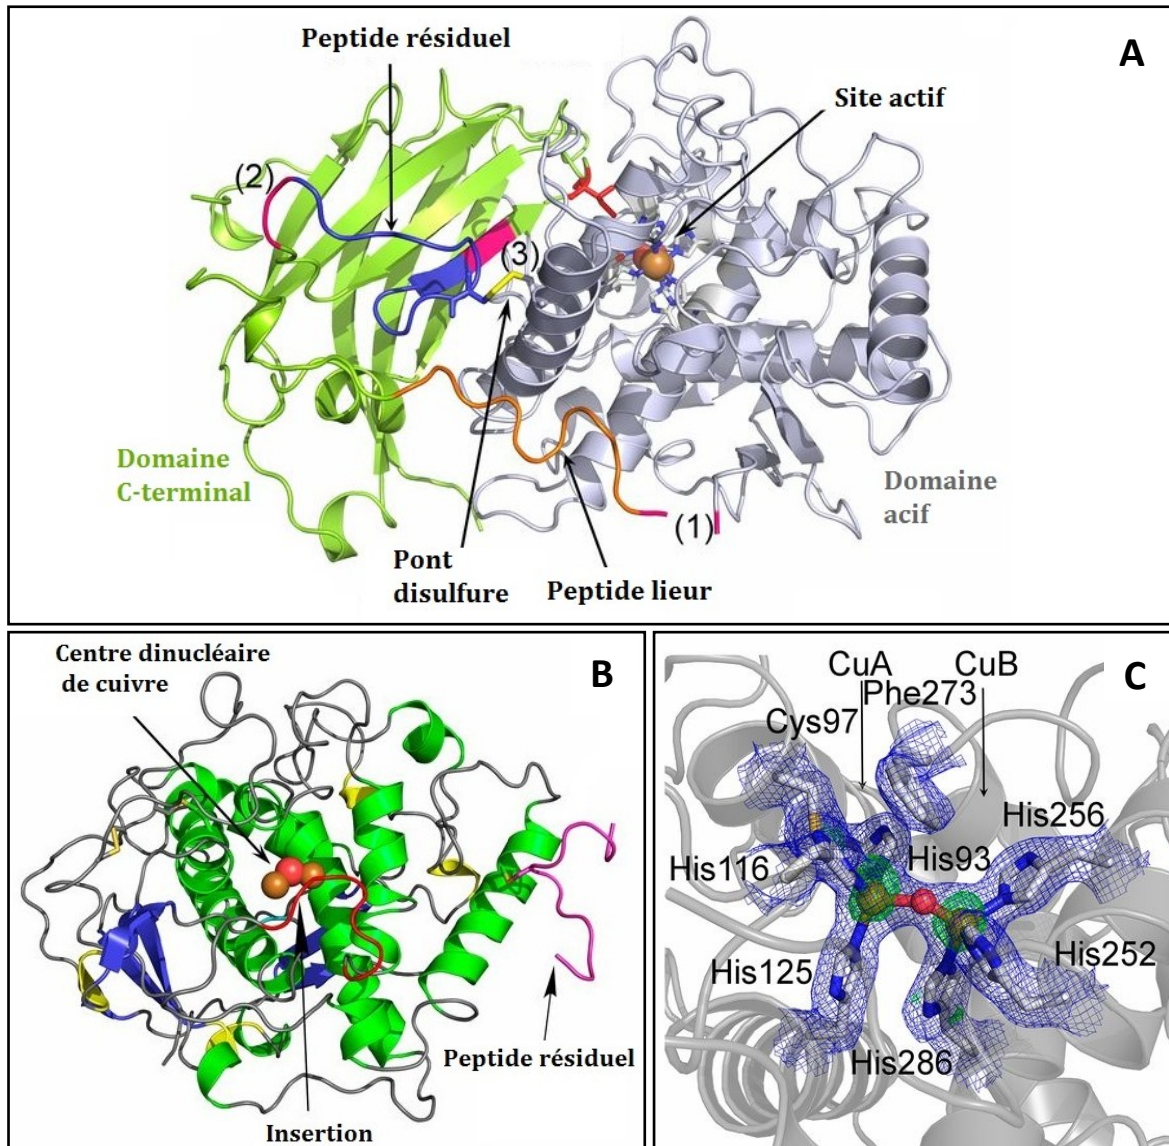 A
Peptide résiduel
Site actif
(2)
(3)
Domaine
C-terminal
Domaine
acif
(1)
Pont
disulfure
Peptide lieur
Centre dinucléaire
de cuivre
B
Peptide résiduel
Insertion
C
CuA
CuB
Phe273
Cys97
His256
His116
His93
His125
His252
His286